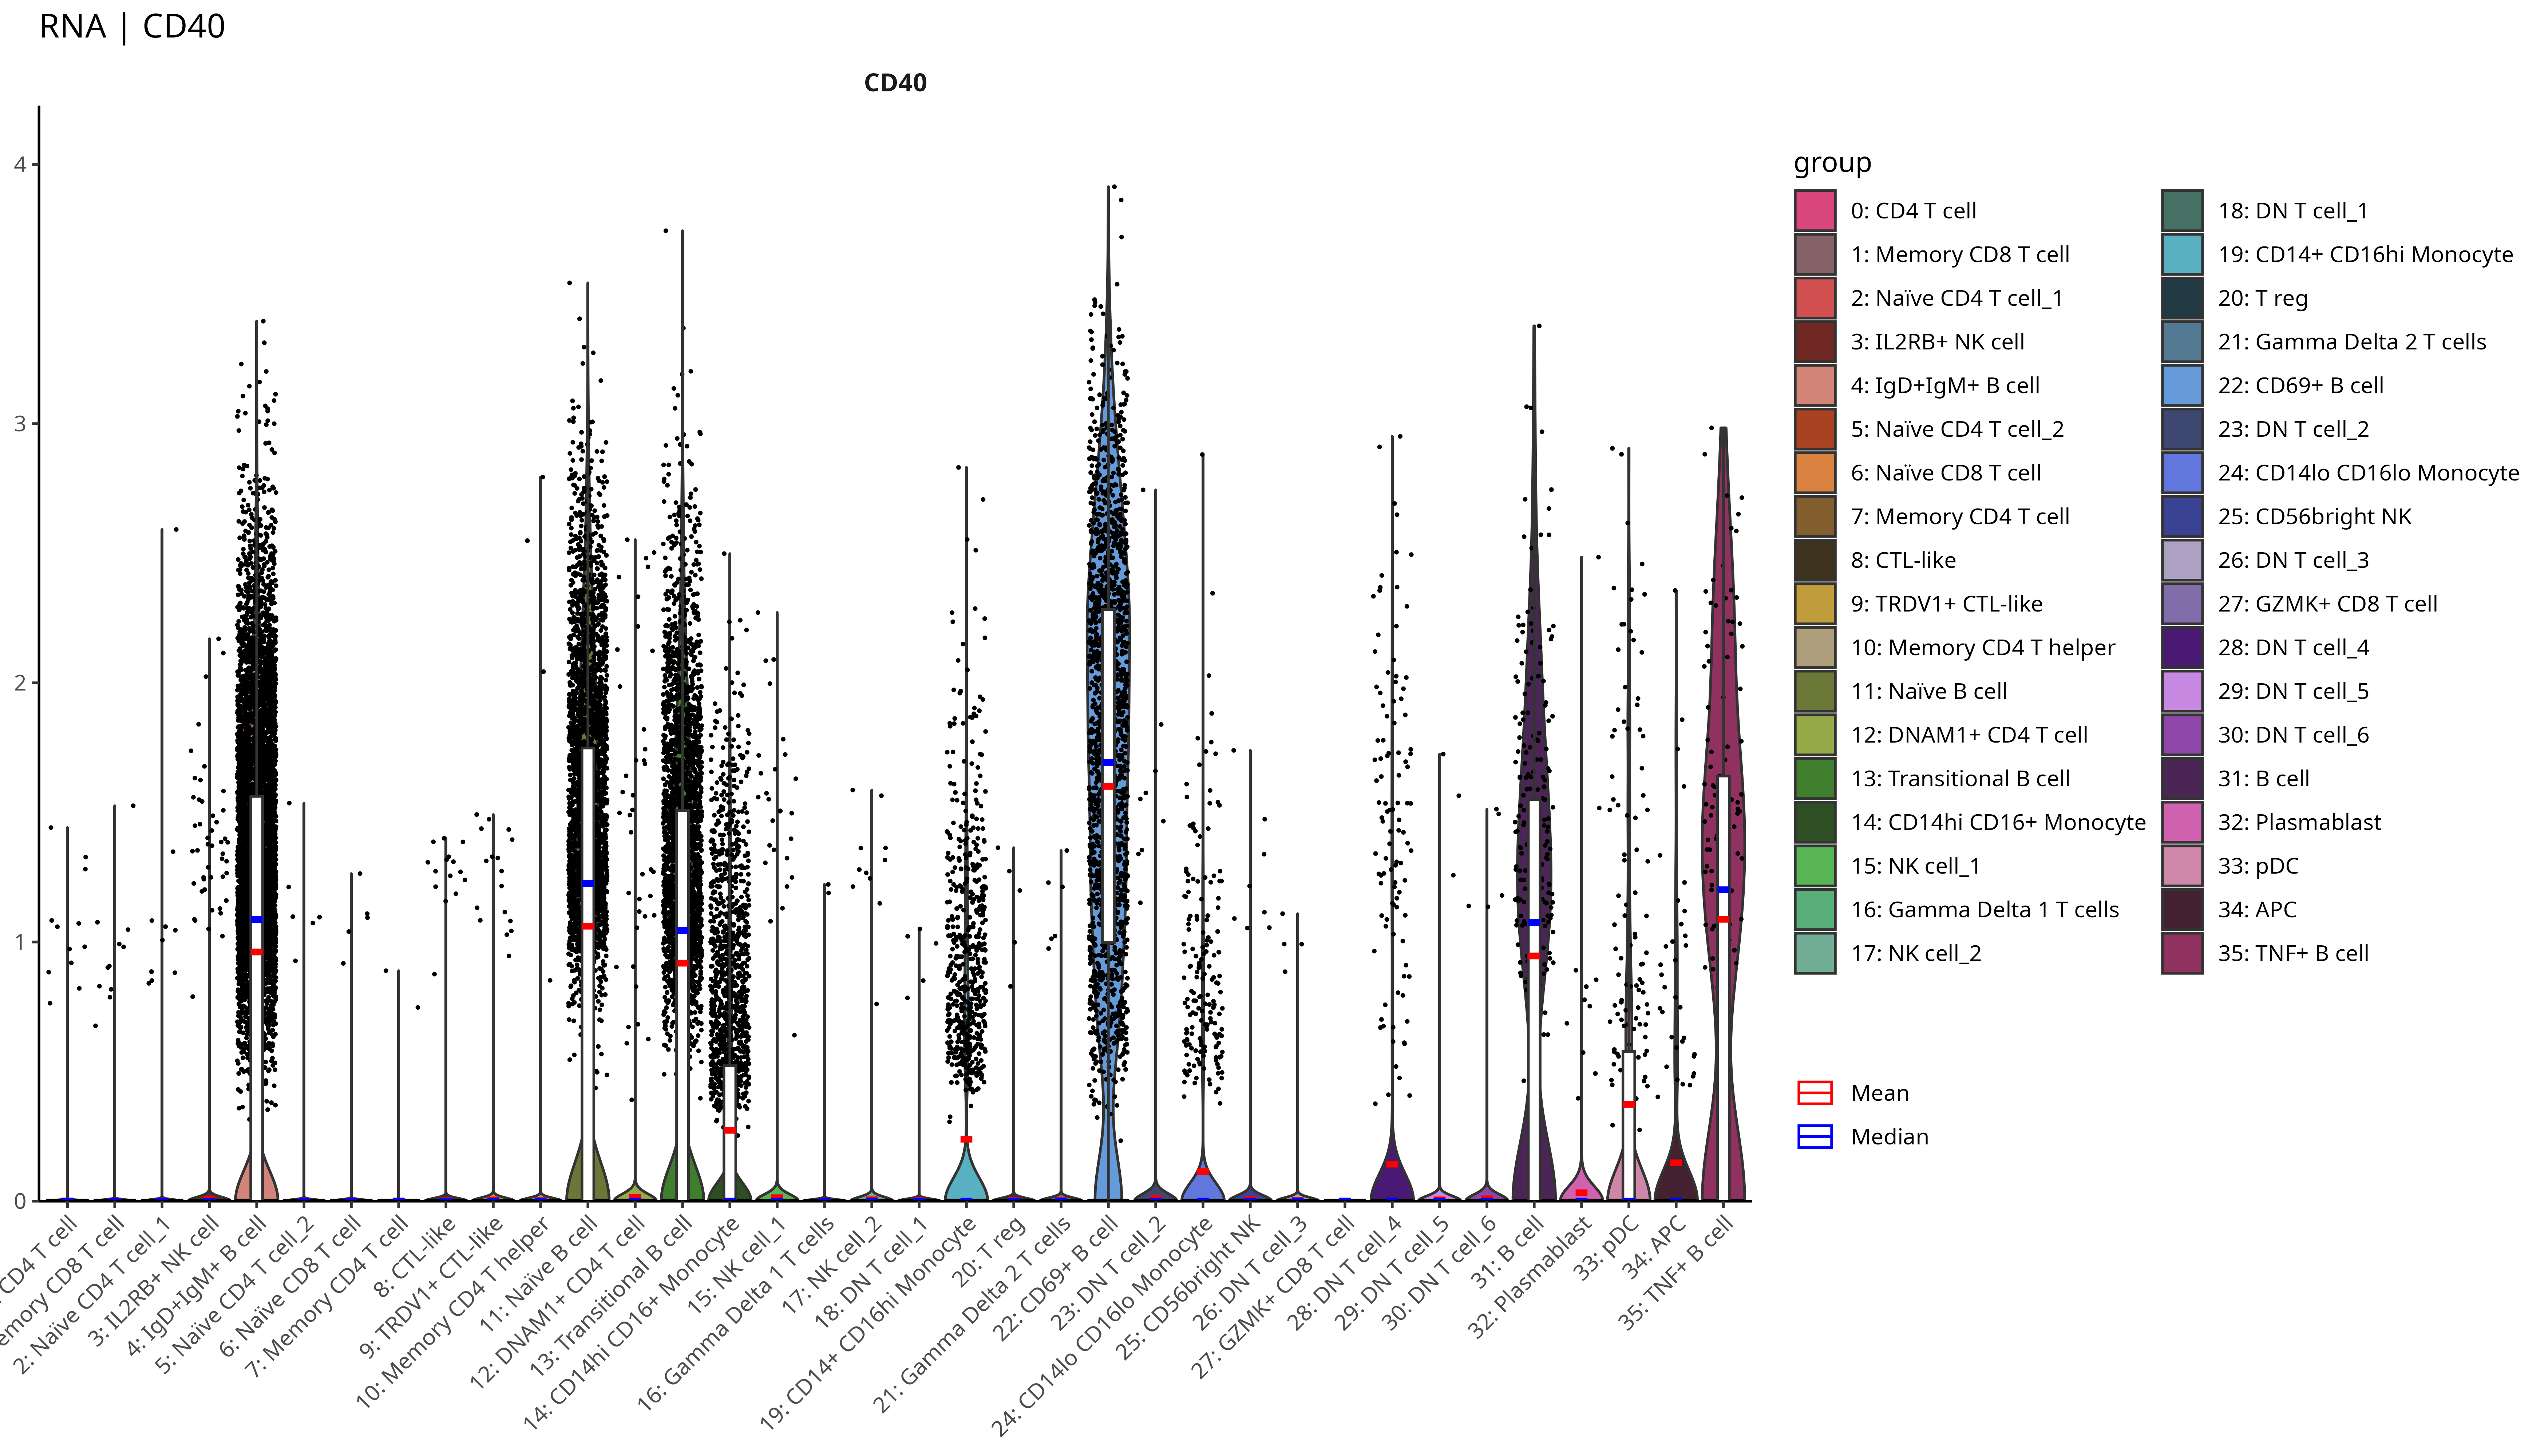 RNA | CD40
CD40
4
3
2
1
0
CD4 T cell
emory CD8 T cell
2: Naïve CD4 T cell_1
3: IL2RB+ NK cell
4: IgD+IgM+ B cell
5: Naïve CD4 T cell_2
6: Naïve CD8 T cell
7: Memory CD4 T cell
8: CTL-like
9: TRDV1+ CTL-like
10: Memory CD4 T helper
11: Naïve B cell
12: DNAM1+ CD4 T cell
13: Transitional B cell
14: CD14hi CD16+ Monocyte
15: NK cell_1
16: Gamma Delta 1 T cells
17: NK cell_2
18: DN T cell_1
19: CD14+ CD16hi Monocyte
20: T reg
21: Gamma Delta 2 T cells
22: CD69+ B cell
23: DN T cell_2
24: CD14lo CD16lo Monocyte
25: CD56bright NK
26: DN T cell_3
27: GZMK+ CD8 T cell
28: DN T cell_4
29: DN T cell_5
30: DN T cell_6
31: B cell
32: Plasmablast
33: pDC
34: APC
35: TNF+ B cell
group
0: CD4 T cell
1: Memory CD8 T cell
2: Naïve CD4 T cell_1
3: IL2RB+ NK cell
4: IgD+IgM+ B cell
5: Naïve CD4 T cell_2
6: Naïve CD8 T cell
7: Memory CD4 T cell
8: CTL-like
9: TRDV1+ CTL-like
10: Memory CD4 T helper
11: Naïve B cell
12: DNAM1+ CD4 T cell
13: Transitional B cell
14: CD14hi CD16+ Monocyte
15: NK cell_1
16: Gamma Delta 1 T cells
17: NK cell_2
18: DN T cell_1
19: CD14+ CD16hi Monocyte
20: T reg
21: Gamma Delta 2 T cells
22: CD69+ B cell
23: DN T cell_2
24: CD14lo CD16lo Monocyte
25: CD56bright NK
26: DN T cell_3
27: GZMK+ CD8 T cell
28: DN T cell_4
29: DN T cell_5
30: DN T cell_6
31: B cell
32: Plasmablast
33: pDC
34: APC
35: TNF+ B cell
Mean
Median